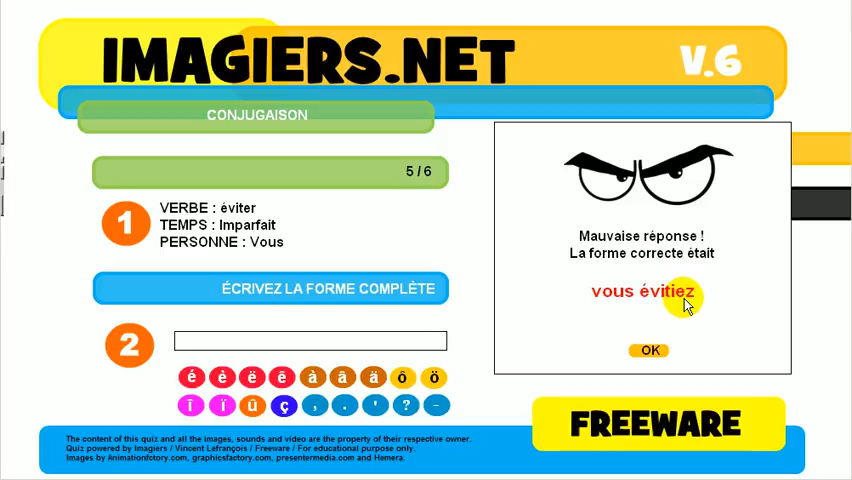 IMAGIERS.NET
V.6
CONJUGAISON
5 / 6
1
VERBE : éviter
TEMPS : Imparfait
PERSONNE : Vous
ÉCRIVEZ LA FORME COMPLÈTE
2
é è ë ê à â ä ô ö
î ï û ç , . ' ? -
Mauvaise réponse !
La forme correcte était
vous évitiez
OK
FREEWARE
The content of this quiz and all the images, sounds and video are the property of their respective owner.
Quiz powered by Imagiers / Vincent Lefrançois / Freeware / For educational purpose only.
Images by Animationfctory.com, graphicsfactory.com, presentermedia.com and Hemera.